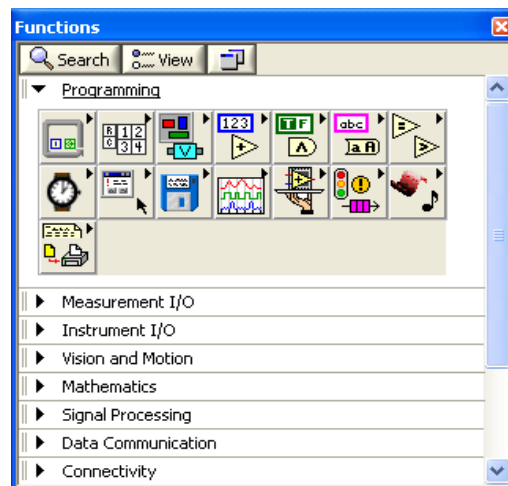 Functions
Search View
Programming
123 TF abc
Measurement I/O
Instrument I/O
Vision and Motion
Mathematics
Signal Processing
Data Communication
Connectivity